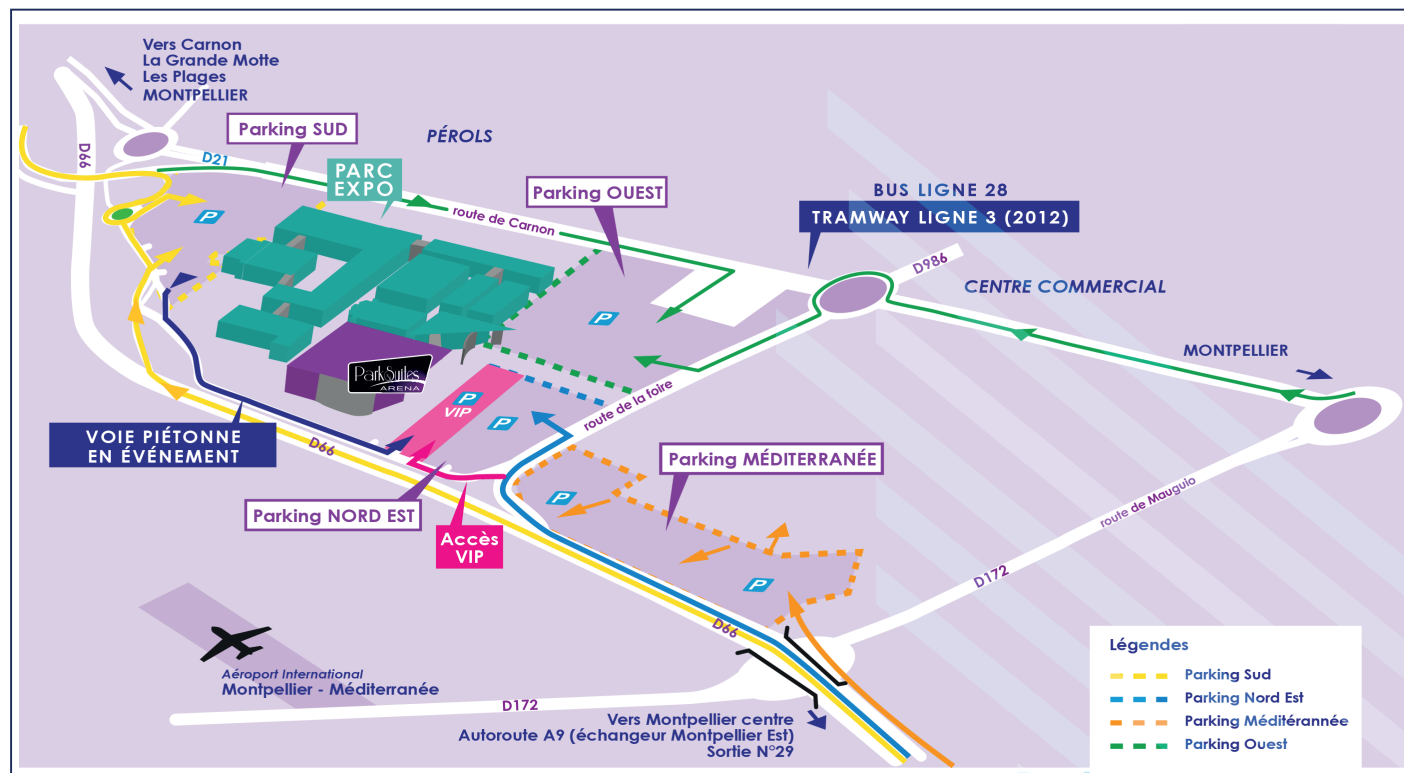 Vers Carnon
La Grande Motte
Les Plages
MONTPELLIER
Parking SUD
PÉROLS
D66
D21
PARC
EXPO
Parking OUEST
route de Carnon
BUS LIGNE 28
TRAMWAY LIGNE 3 (2012)
P
D986
CENTRE COMMERCIAL
P
MONTPELLIER
Park&Suites
ARENA
P
VIP
P
route de la foire
VOIE PIÉTONNE
EN ÉVÉNEMENT
D66
Parking MÉDITERRANÉE
P
Parking NORD EST
route de Mauguio
Accès
VIP
P
D172
D66
Aéroport International
Montpellier - Méditerranée
D172
Vers Montpellier centre
Autoroute A9 (échangeur Montpellier Est)
Sortie N°29
Légendes
Parking Sud
Parking Nord Est
Parking Méditérannée
Parking Ouest